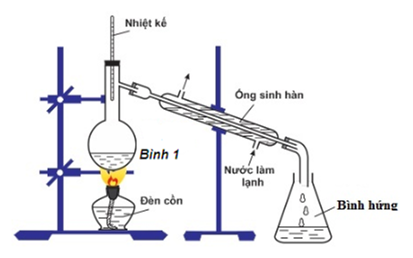 Nhiệt kế
Ống sinh hàn
Bình 1
Nước làm
lạnh
Đèn cồn
Bình hứng